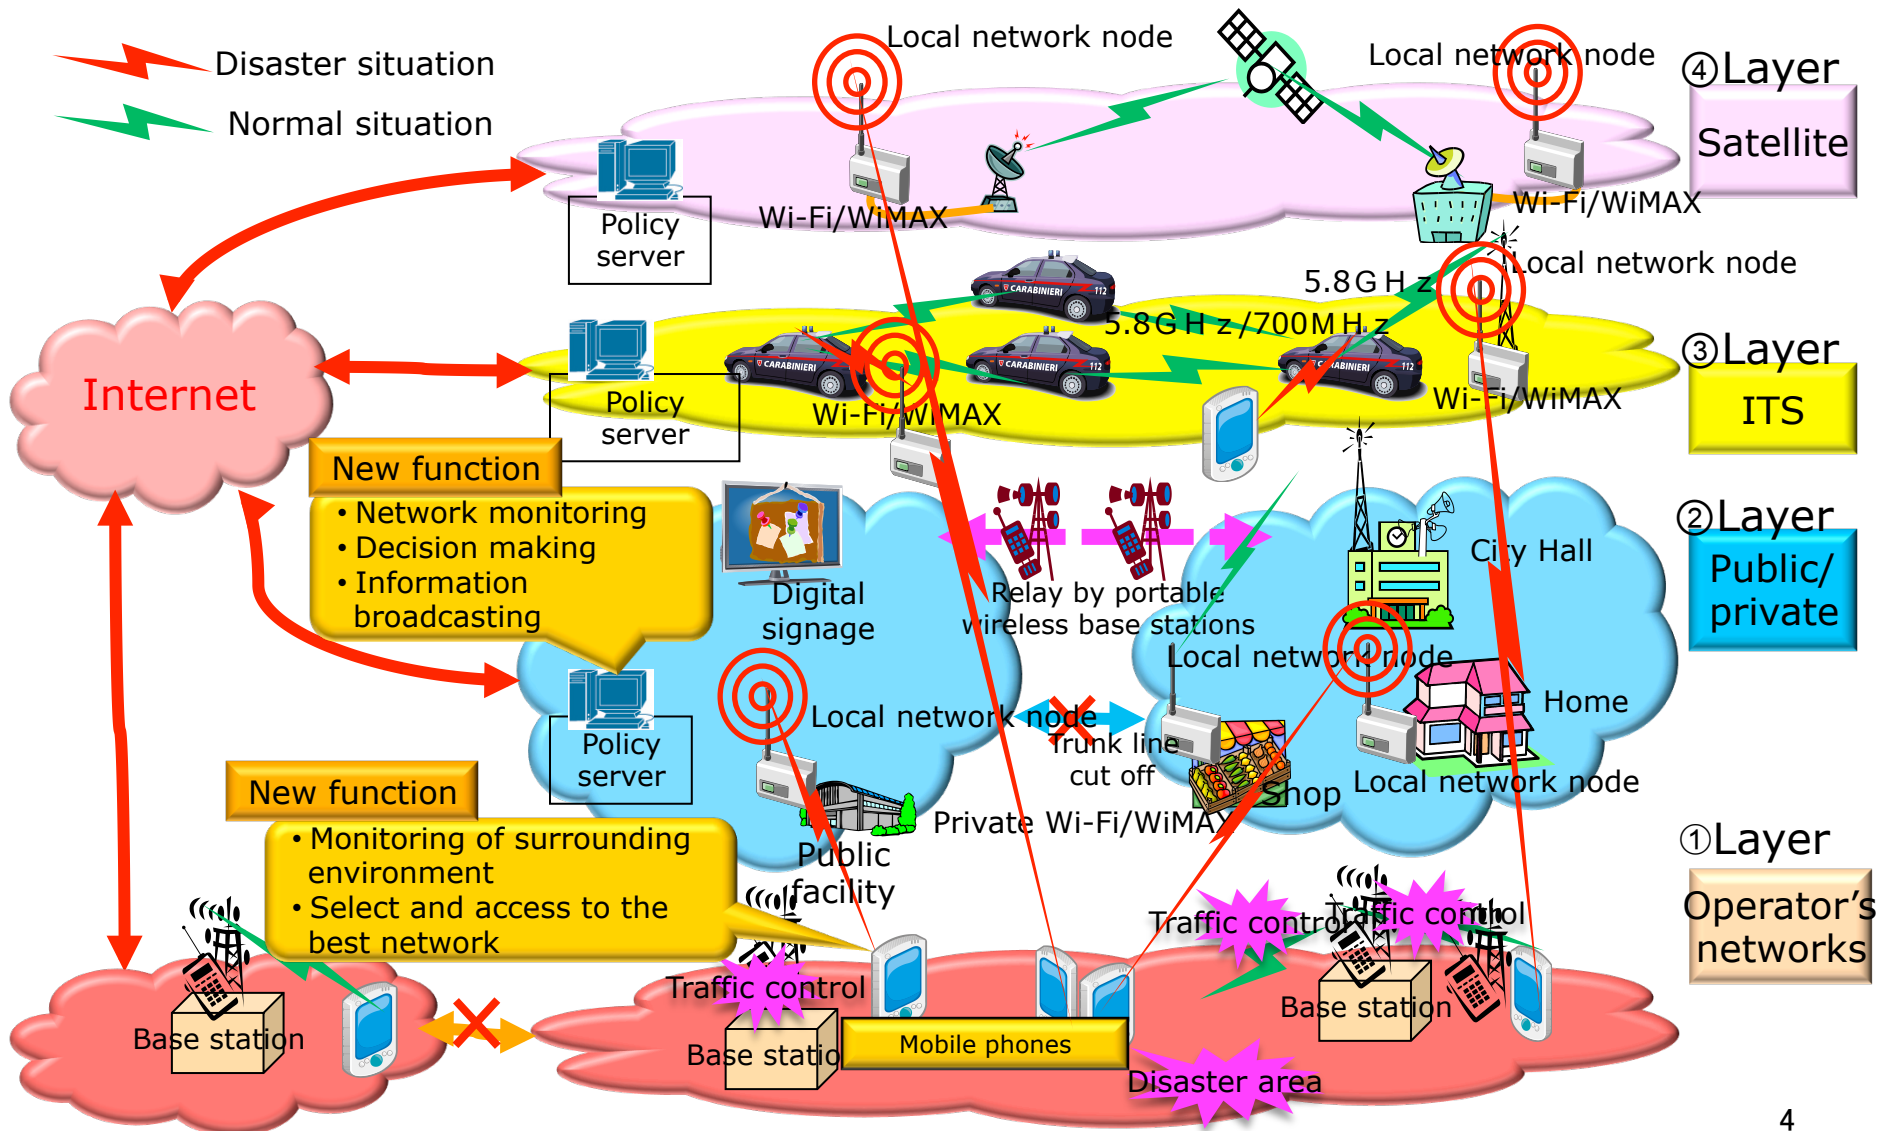 Disaster situation
Normal situation
Local network node
Local network node
④Layer
Satellite
Policy
server
Wi-Fi/WiMAX
Wi-Fi/WiMAX
Local network node
5.8GHz
5.8GHz/700MHz
CARABINIERI
112
CARABINIERI
CARABINIERI
112
CARABINIERI
112
③Layer
ITS
Internet
Policy
server
Wi-Fi/WiMAX
Wi-Fi/WiMAX
New function
• Network monitoring
• Decision making
• Information
broadcasting
Digital
signage
Relay by portable
wireless base stations
City Hall
②Layer
Public/
private
Local network node
Home
Local network node
Policy
server
Local network node
Trunk line
cut off
Shop
Private Wi-Fi/WiMAX
Public
facility
New function
• Monitoring of surrounding
environment
• Select and access to the
best network
①Layer
Operator's
networks
Traffic control
Traffic control
Traffic control
Base station
Base station
Base station
Mobile phones
Disaster area
4